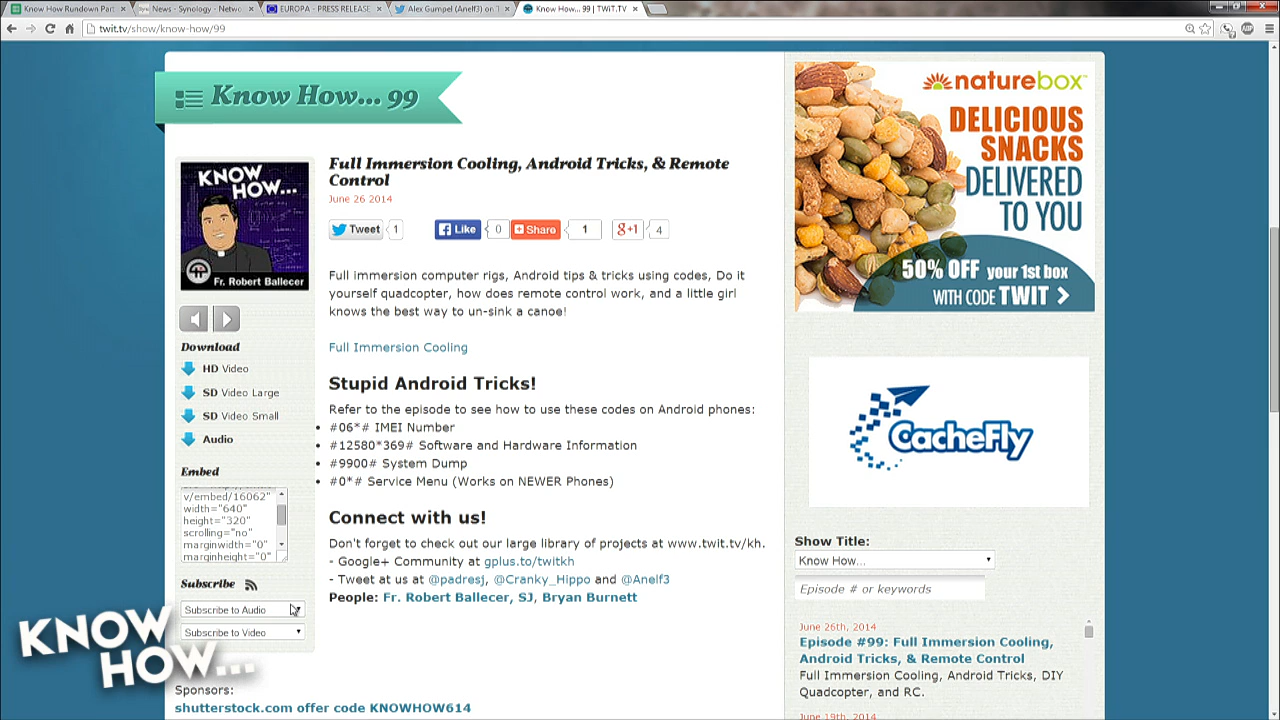 Know How Rundown Part
News - Synology - Netwo
EUROPA - PRESS RELEASE
Alex Gumpel (Anelf3) on T
Know How... 99 | TWiT.TV
twit.tv/show/know-how/99
Know How... 99
KNOW HOW...
Fr. Robert Ballecer
Download
HD Video
SD Video Large
SD Video Small
Audio
Embed
v/embed/16062"
width="640"
height="320"
scrolling="no"
marginwidth="0"
marginheight="0"
Subscribe
Subscribe to Audio
Subscribe to Video
Full Immersion Cooling, Android Tricks, & Remote
Control
June 26 2014
Tweet 1 Like 0 Share 1 g+1 4
Full immersion computer rigs, Android tips & tricks using codes, Do it
yourself quadcopter, how does remote control work, and a little girl
knows the best way to un-sink a canoe!
Full Immersion Cooling
Stupid Android Tricks!
Refer to the episode to see how to use these codes on Android phones:
#06*# IMEI Number
#12580*369# Software and Hardware Information
#9900# System Dump
#0*# Service Menu (Works on NEWER Phones)
Connect with us!
Don't forget to check out our large library of projects at www.twit.tv/kh.
- Google+ Community at gplus.to/twitkh
- Tweet at us at @padresj, @Cranky_Hippo and @Anelf3
People: Fr. Robert Ballecer, SJ, Bryan Burnett
Sponsors:
shutterstock.com offer code KNOWHOW614
naturebox
DELICIOUS
SNACKS
DELIVERED
TO YOU
50% OFF your 1st box
WITH CODE TWIT
CacheFly
Show Title:
Know How...
Episode # or keywords
June 26th, 2014
Episode #99: Full Immersion Cooling,
Android Tricks, & Remote Control
Full Immersion Cooling, Android Tricks, DIY
Quadcopter, and RC.
June 19th, 2014
KNOW
HOW...